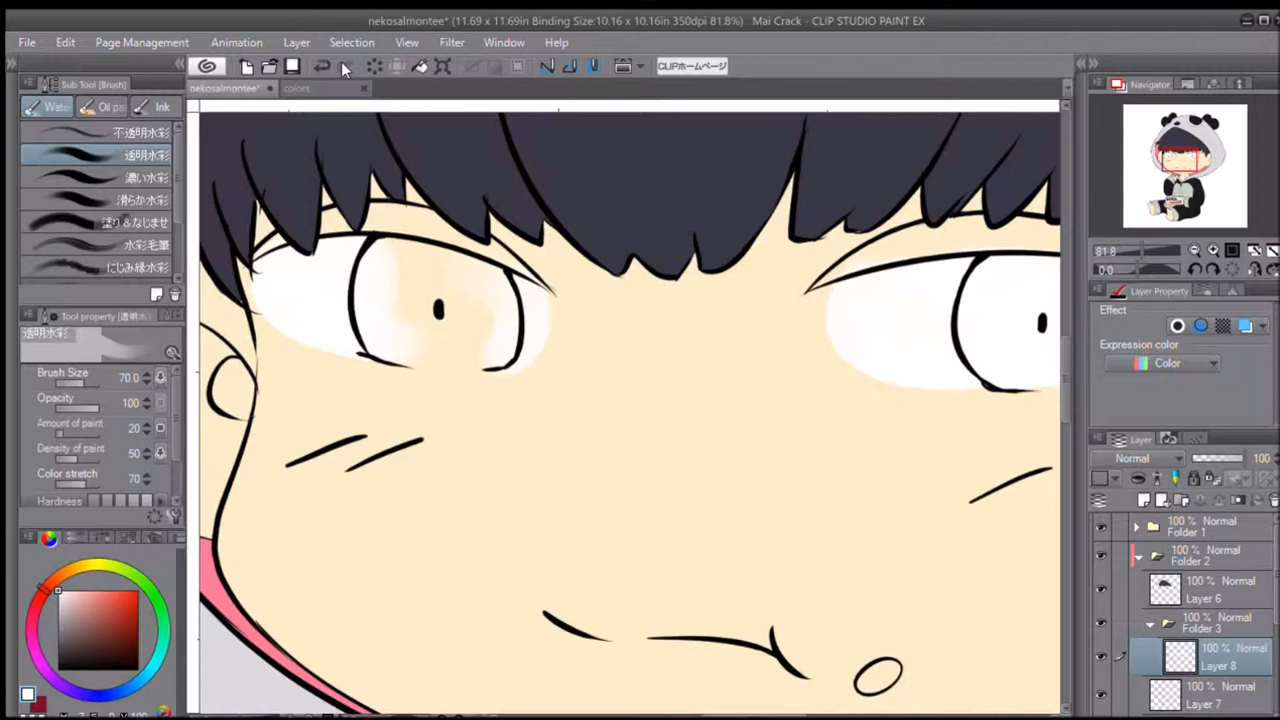 nekosalmontee* (11.69 x 11.69in Binding Size:10.16 x 10.16in 350dpi 81.8%) Mai Crack - CLIP STUDIO PAINT EX
File Edit Page Management Animation Layer Selection View Filter Window Help
CLIPホームページ
nekosalmontee* colors
Sub Tool [Brush]
Oil Ink
不透明水彩
透明水彩
濃い水彩
滑らか水彩
塗り&なじませ
水彩毛筆
にじみ縁水彩
Tool property [透明水
透明水彩
Brush Size 70.0
Opacity 100
Amount of paint 20
Density of paint 50
Color stretch 70
Hardness
Navigator
81.8
0.0
Layer Property
Effect
Expression color
Color
Layer
Normal 100
100 % Normal
Folder 1
100 % Normal
Folder 2
100 % Normal
Layer 6
100 % Normal
Folder 3
100 % Normal
Layer 8
100 % Normal
Layer 7